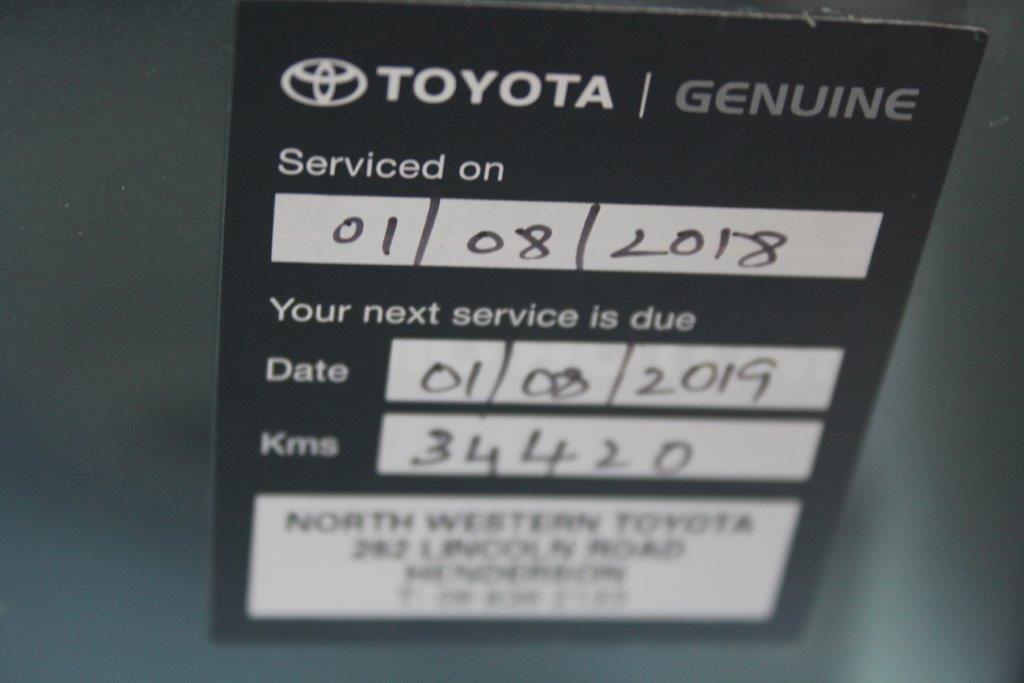 TOYOTA | GENUINE
Serviced on
01/08/2018
Your next service is due
Date 01/08/2019
Kms 34420
NORTH WESTERN TOYOTA
262 LINCOLN ROAD
HENDERSON